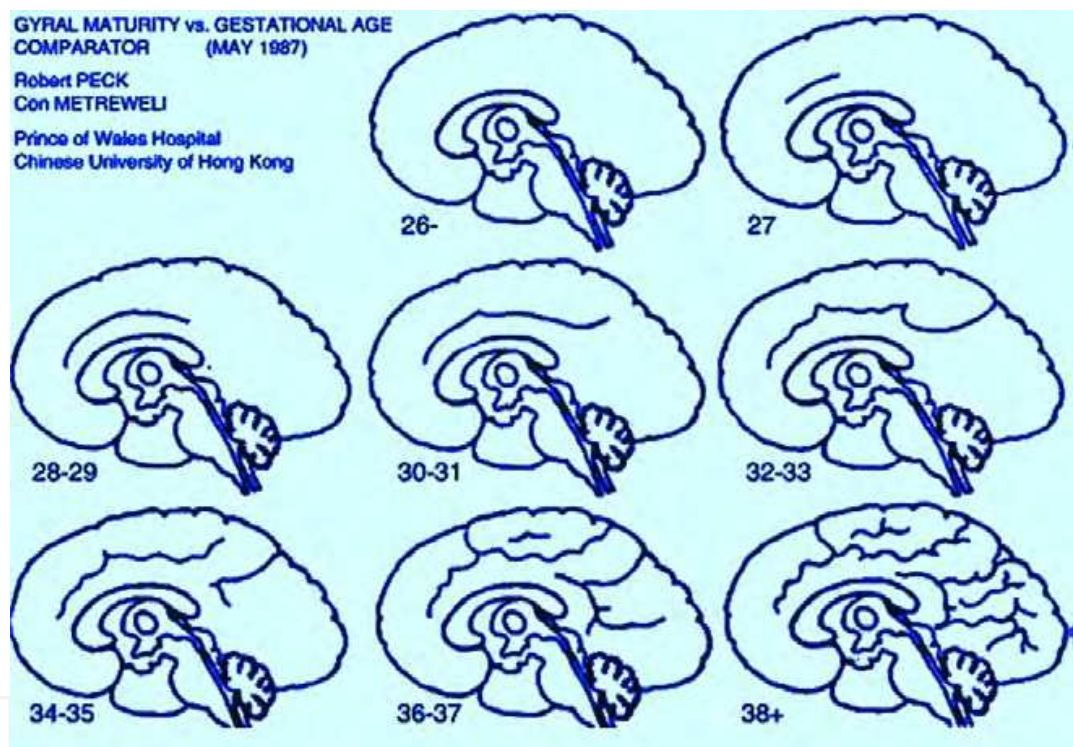 GYRAL MATURITY vs. GESTATIONAL AGE
COMPARATOR (MAY 1987)
Robert PECK
Con METREWELI
Prince of Wales Hospital
Chinese University of Hong Kong
26-
27
28-29
30-31
32-33
34-35
36-37
38+